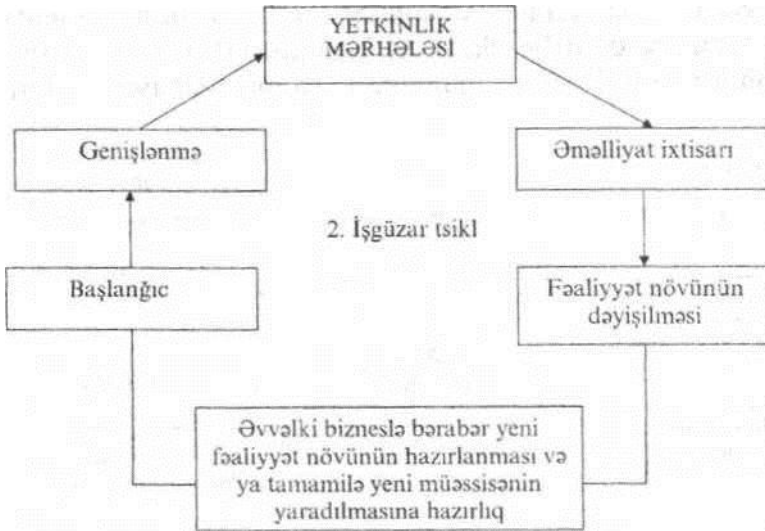 YETKİNLİK
MƏRHƏLƏSİ
Genişlənmə
Əməlliyat ixtisarı
2. İşgüzar tsikl
Başlanğıc
Fəaliyyət növünün
dəyişilməsi
Əvvəlki bizneslə bərabər yeni
fəaliyyət növünün hazırlanması və
ya tamamilə yeni müəssisənin
yaradılmasına hazırlıq